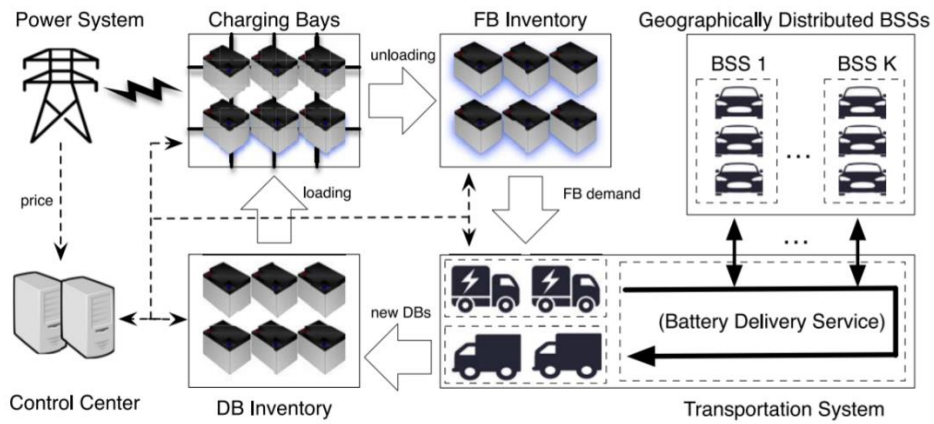 Power System
Charging Bays
FB Inventory
Geographically Distributed BSSs
unloading
BSS 1
BSS K
...
price
loading
FB demand
...
new DBs
(Battery Delivery Service)
Control Center
DB Inventory
Transportation System